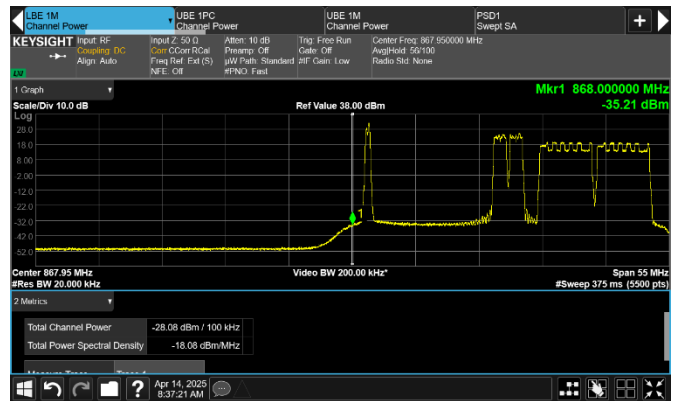 LBE 1M
Channel Power
UBE 1PC
Channel Power
UBE 1M
Channel Power
PSD1
Swept SA
KEYSIGHT
Input: RF
Coupling: DC
Align: Auto
LXI
Input Z: 50 Ω
Corr CCorr RCal
Freq Ref: Ext (S)
NFE: Off
Atten: 10 dB
Preamp: Off
µW Path: Standard
#PNO: Fast
Trig: Free Run
Gate: Off
#IF Gain: Low
Center Freq: 867.950000 MHz
Avg|Hold: 56/100
Radio Std: None
1 Graph
Mkr1 868.000000 MHz
Scale/Div 10.0 dB
Ref Value 38.00 dBm
-35.21 dBm
Log
28.0
18.0
8.00
-2.00
-12.0
-22.0
-32.0
-42.0
-52.0
1
Center 867.95 MHz
Video BW 200.00 kHz*
Span 55 MHz
#Res BW 20.000 kHz
#Sweep 375 ms (5500 pts)
2 Metrics
Total Channel Power -28.08 dBm / 100 kHz
Total Power Spectral Density -18.08 dBm/MHz
Apr 14, 2025
8:37:21 AM